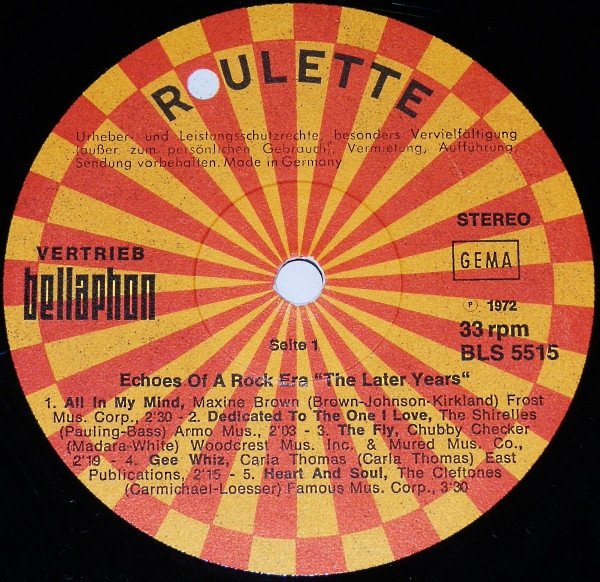 ROULETTE
Urheber- und Leistungsschutzrechte, besonders Vervielfältigung
(außer zum persönlichen Gebrauch), Vermietung, Aufführung,
Sendung vorbehalten. Made in Germany
STEREO
VERTRIEB
bellaphon
GEMA
℗ 1972
33 rpm
BLS 5515
Seite 1
Echoes Of A Rock Era "The Later Years"
1. All In My Mind, Maxine Brown (Brown-Johnson-Kirkland) Frost
Mus. Corp., 2'30 - 2. Dedicated To The One I Love, The Shirelles
(Pauling-Bass) Armo Mus., 2'03 - 3. The Fly, Chubby Checker
(Madara-White) Woodcrest Mus. Inc. & Mured Mus. Co.,
2'19 - 4. Gee Whiz, Carla Thomas (Carla Thomas) East
Publications, 2'15 - 5. Heart And Soul, The Cleftones
(Carmichael-Loesser) Famous Mus. Corp., 3'30